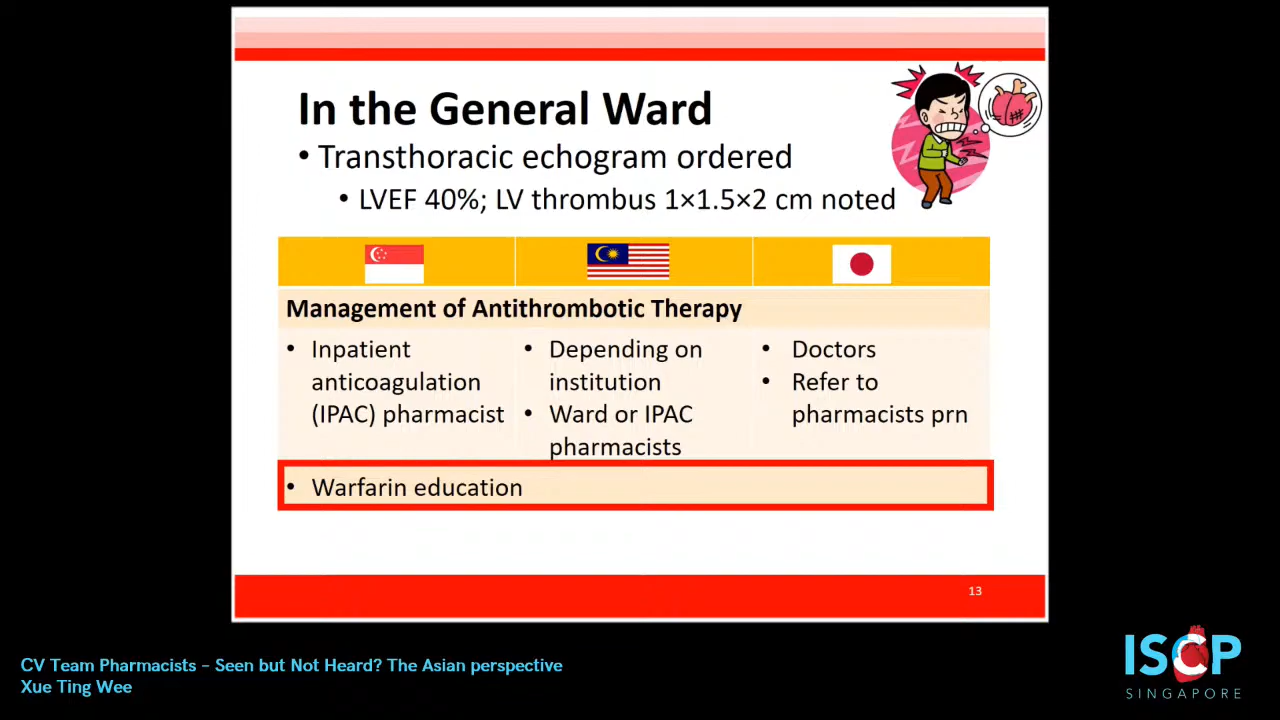 In the General Ward
• Transthoracic echogram ordered
• LVEF 40%; LV thrombus 1×1.5×2 cm noted
Management of Antithrombotic Therapy
• Inpatient
anticoagulation
(IPAC) pharmacist
• Depending on
institution
• Ward or IPAC
pharmacists
• Doctors
• Refer to
pharmacists prn
• Warfarin education
13
CV Team Pharmacists – Seen but Not Heard? The Asian perspective
Xue Ting Wee
ISCP
SINGAPORE